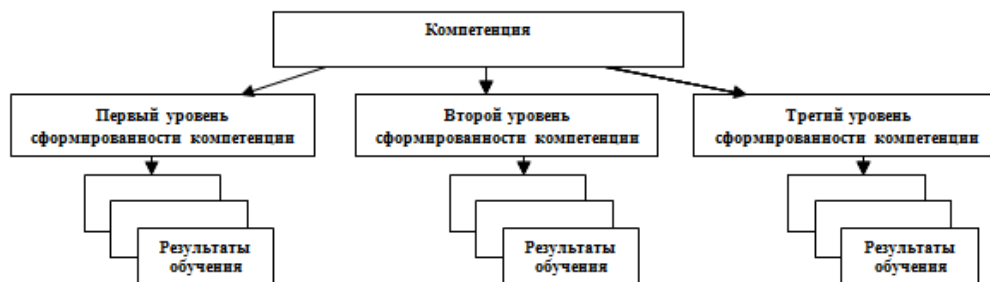 Компетенция
Первый уровень
сформированности компетенции
Второй уровень
сформированности компетенции
Третий уровень
сформированности компетенции
Результаты
обучения
Результаты
обучения
Результаты
обучения